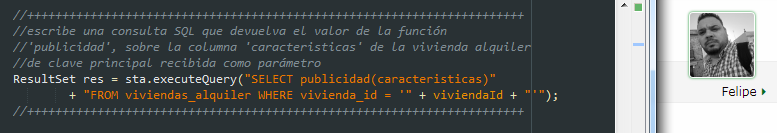 //++++++++++++++++++++++++++++++++++++++++++++++++++++++++++++++++++
//escribe una consulta SQL que devuelva el valor de la función
//'publicidad', sobre la columna 'caracteristicas' de la vivienda alquiler
//de clave principal recibida como parámetro
ResultSet res = sta.executeQuery("SELECT publicidad(caracteristicas)"
+ "FROM viviendas_alquiler WHERE vivienda_id = '" + viviendaId + "'");
//++++++++++++++++++++++++++++++++++++++++++++++++++++++++++++++++++
Felipe